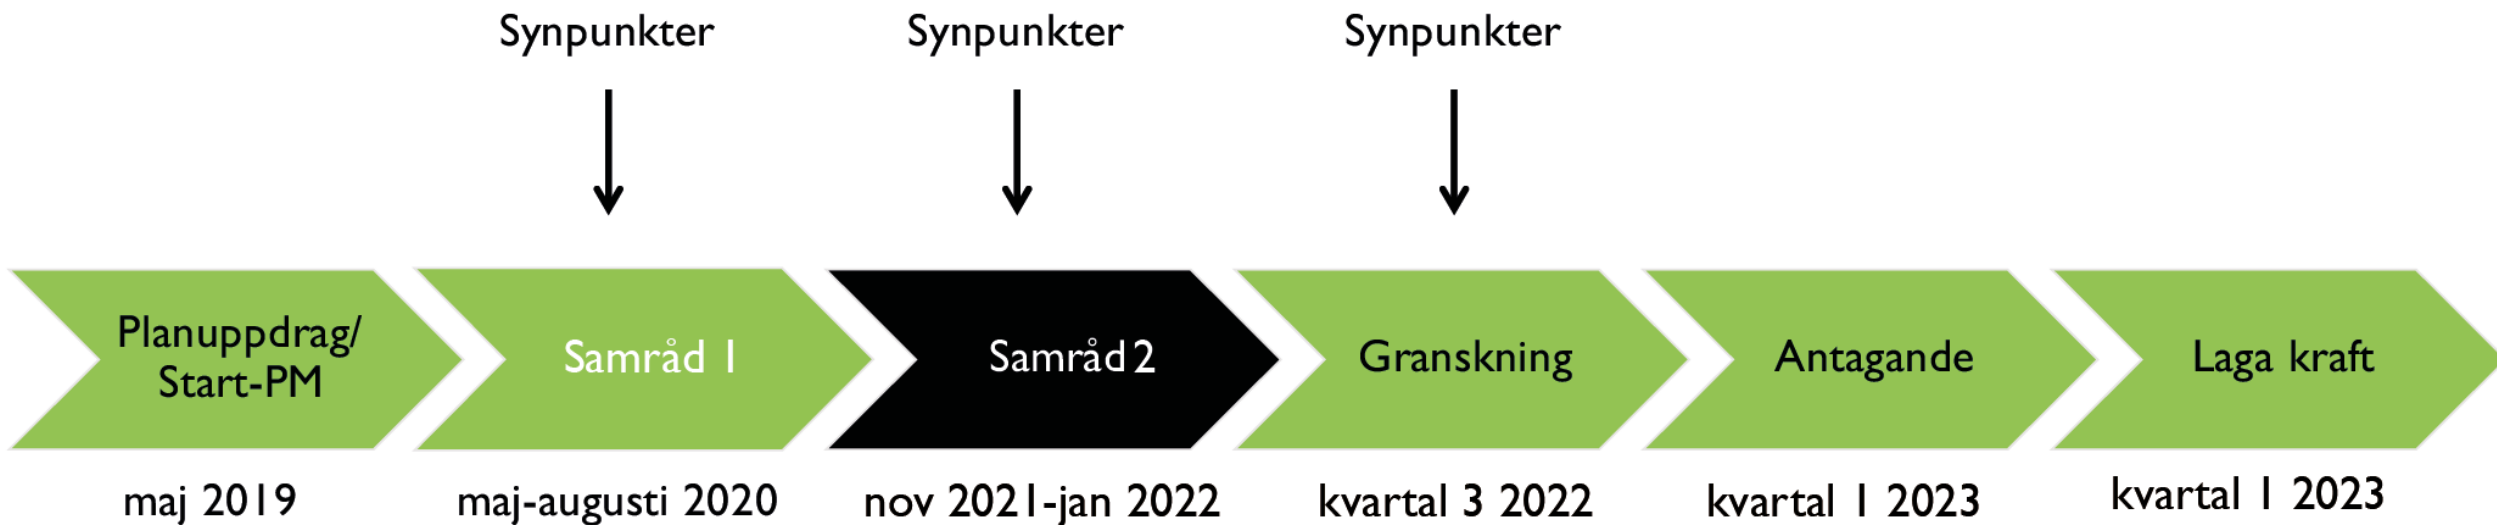 Synpunkter
Synpunkter
Synpunkter
Planuppdrag/
Start-PM
Samråd 1
Samråd 2
Granskning
Antagande
Laga kraft
maj 2019
maj-augusti 2020
nov 2021-jan 2022
kvartal 3 2022
kvartal 1 2023
kvartal 1 2023